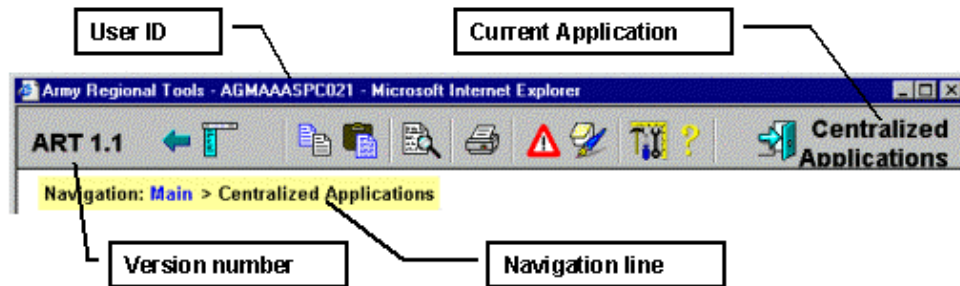 User ID
Current Application
Army Regional Tools - AGMAAASPC021 - Microsoft Internet Explorer
ART 1.1
?
Centralized
Applications
Navigation: Main > Centralized Applications
Version number
Navigation line